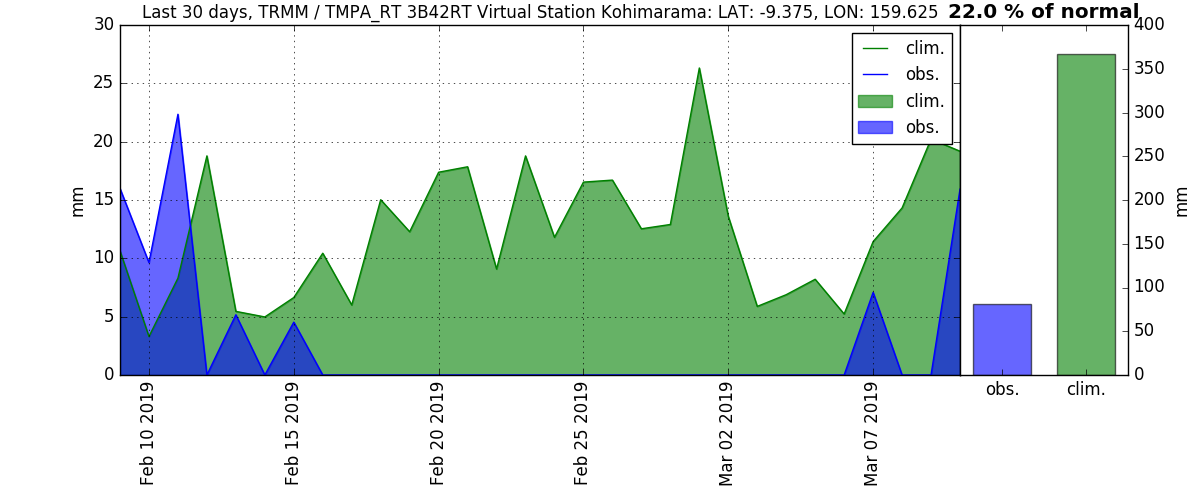 Last 30 days, TRMM / TMPA_RT 3B42RT Virtual Station Kohimarama: LAT: -9.375, LON: 159.625
22.0 % of normal
30
25
20
15
10
5
0
mm
clim.
obs.
clim.
obs.
Feb 10 2019
Feb 15 2019
Feb 20 2019
Feb 25 2019
Mar 02 2019
Mar 07 2019
400
350
300
250
200
150
100
50
0
mm
obs.
clim.